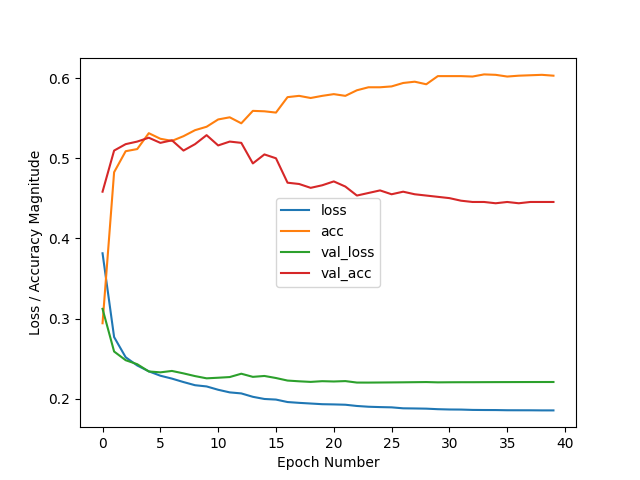 0.6
0.5
0.4
0.3
0.2
Loss / Accuracy Magnitude
loss
acc
val_loss
val_acc
0 5 10 15 20 25 30 35 40
Epoch Number